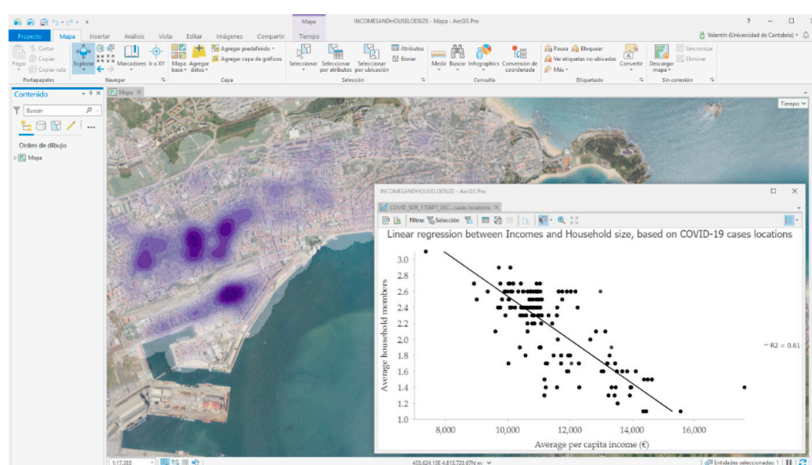 Mapa
INCOMESANDHOUSELODSIZE - Mapa - ArcGIS Pro
Proyecto Mapa Insertar Análisis Vista Editar Imágenes Compartir Tiempo
Valentin (Universidad de Cantabria)
Pegar Cortar Copiar Copiar ruta
Explorar Marcadores Ir a XY
Mapa base Agregar datos Agregar predefinido Agregar capa de gráficos
Seleccionar Seleccionar por atributos Seleccionar por ubicación Atributos Borrar
Medir Buscar Infographics Conversión de coordenada
Pausa Bloquear Ver etiquetas no ubicadas Más Convertir
Descargar mapa Sincronizar Eliminar
Portapapeles Navegar Capa Selección Consulta Etiquetado Sin conexión
Contenido
Mapa
Buscar
Tiempo
Orden de dibujo
Mapa
INCOMESANDHOUSELODSIZE - ArcGIS Pro
Filtro: Selección
Linear regression between Incomes and Household size, based on COVID-19 cases locations
Average household members
3.0
2.8
2.6
2.4
2.2
2.0
1.8
1.6
1.4
1.2
1.0
R2 = 0.61
8,000 10,000 12,000 14,000 16,000
Average per capita income (€)
1:17.383
Entidades seleccionadas: 1